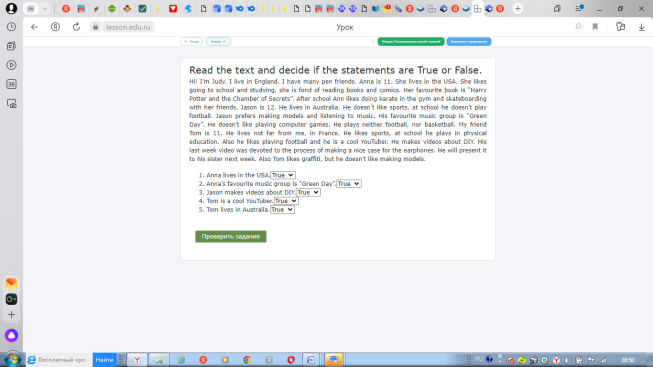 36
lesson.edu.ru
Урок
Read the text and decide if the statements are True or False.
Hi! I'm Judy. I live in England. I have many pen friends. Ann is 11. She lives in the USA. She likes
going to school and studying, she is fond of reading books and comics. Her favourite book is "Harry
Potter and the Chamber of Secrets". After school Ann likes doing karate in the gym and skateboarding
with her friends. Jason is 12. He lives in Australia. He doesn't like sports, at school he doesn't play
football. Jason prefers making models and listening to music. His favourite music group is "Green
Day". He doesn't like playing computer games. He plays neither football, nor basketball. My friend
Tom is 11. He lives not far from me, in France. He likes sports, at school he plays in physical
education. Also he likes playing football and he is a cool YouTuber. He makes videos about DIY. His
last week video was devoted to the process of making a nice case for the earphones. He will present it
to his sister next week. Also Tom likes graffiti, but he doesn't like making models.
1. Anna lives in the USA. True
2. Anna's favourite music group is "Green Day". True
3. Jason makes videos about DIY. True
4. Tom is a cool YouTuber. True
5. Tom lives in Australia. True
Проверить задание
36
Бесплатный vpn
Найти
RU
20:50